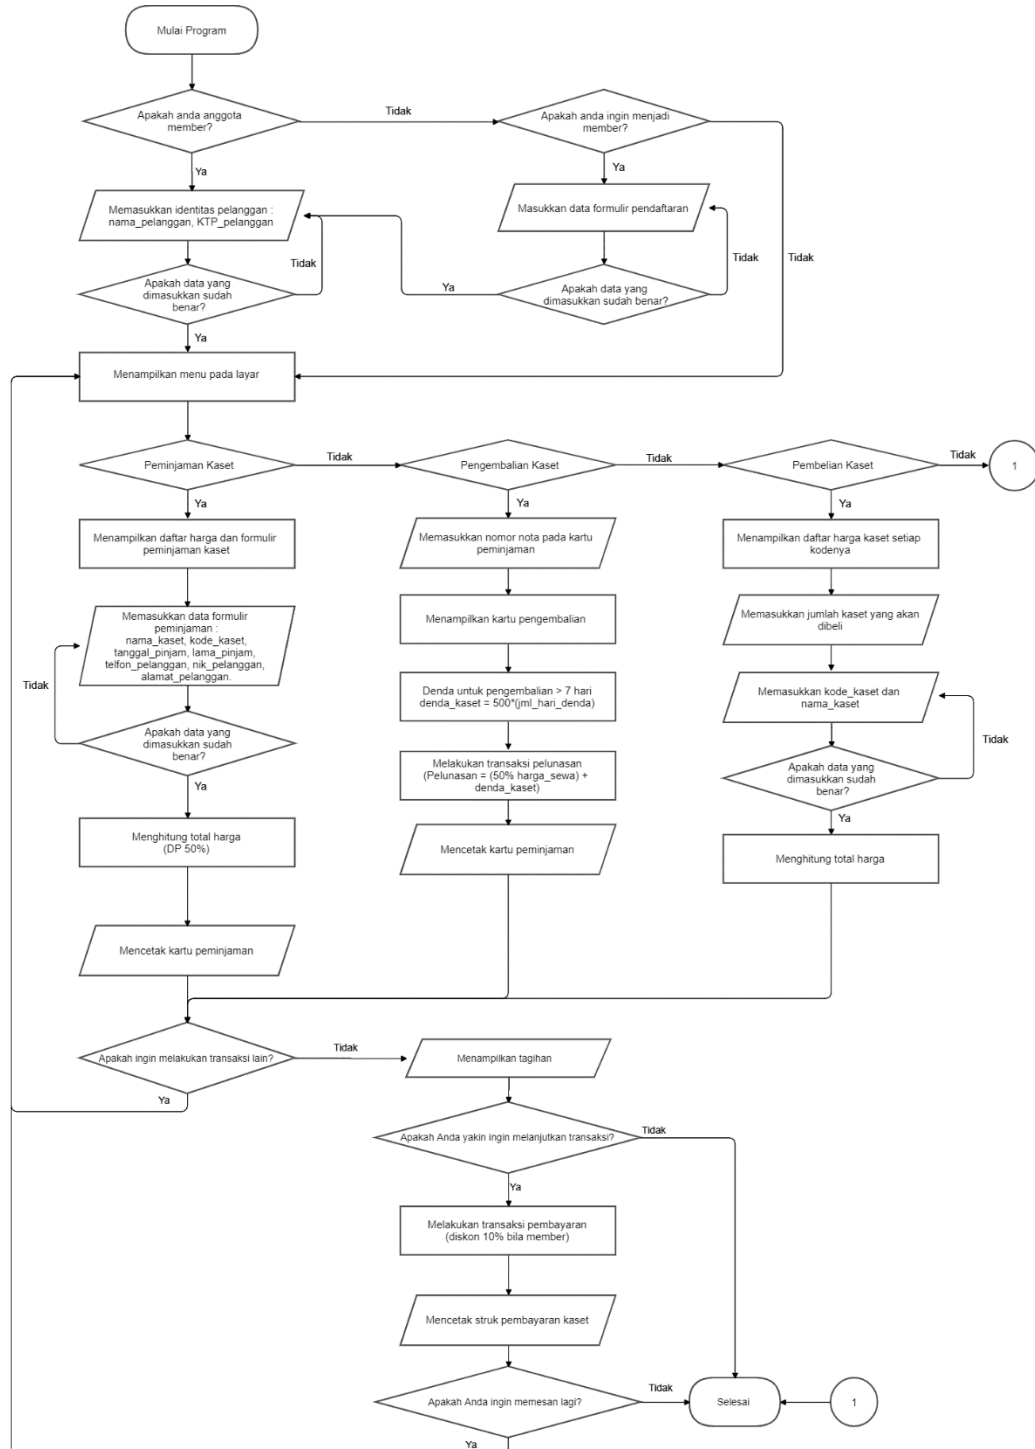 Mulai Program
Apakah anda anggota
member?
Tidak
Apakah anda ingin menjadi
member?
Ya
Ya
Memasukkan identitas pelanggan :
nama_pelanggan, KTP_pelanggan
Masukkan data formulir pendaftaran
Tidak
Tidak
Tidak
Apakah data yang
dimasukkan sudah
benar?
Ya
Apakah data yang
dimasukkan sudah benar?
Ya
Menampilkan menu pada layar
Peminjaman Kaset
Tidak
Pengembalian Kaset
Tidak
Pembelian Kaset
Tidak
1
Ya
Ya
Ya
Menampilkan daftar harga dan formulir
peminjaman kaset
Memasukkan nomor nota pada kartu
peminjaman
Menampilkan daftar harga kaset setiap
kodenya
Memasukkan data formulir
peminjaman :
nama_kaset, kode_kaset,
tanggal_pinjam, lama_pinjam,
telfon_pelanggan, nik_pelanggan,
alamat_pelanggan.
Menampilkan kartu pengembalian
Memasukkan jumlah kaset yang akan
dibeli
Tidak
Denda untuk pengembalian > 7 hari
denda_kaset = 500*(jml_hari_denda)
Memasukkan kode_kaset dan
nama_kaset
Tidak
Apakah data yang
dimasukkan sudah
benar?
Melakukan transaksi pelunasan
(Pelunasan = (50% harga_sewa) +
denda_kaset)
Apakah data yang
dimasukkan sudah
benar?
Ya
Ya
Menghitung total harga
(DP 50%)
Mencetak kartu peminjaman
Menghitung total harga
Mencetak kartu peminjaman
Apakah ingin melakukan transaksi lain?
Tidak
Menampilkan tagihan
Ya
Apakah Anda yakin ingin melanjutkan transaksi?
Tidak
Ya
Melakukan transaksi pembayaran
(diskon 10% bila member)
Mencetak struk pembayaran kaset
Apakah Anda ingin memesan lagi?
Tidak
Selesai
1
Ya